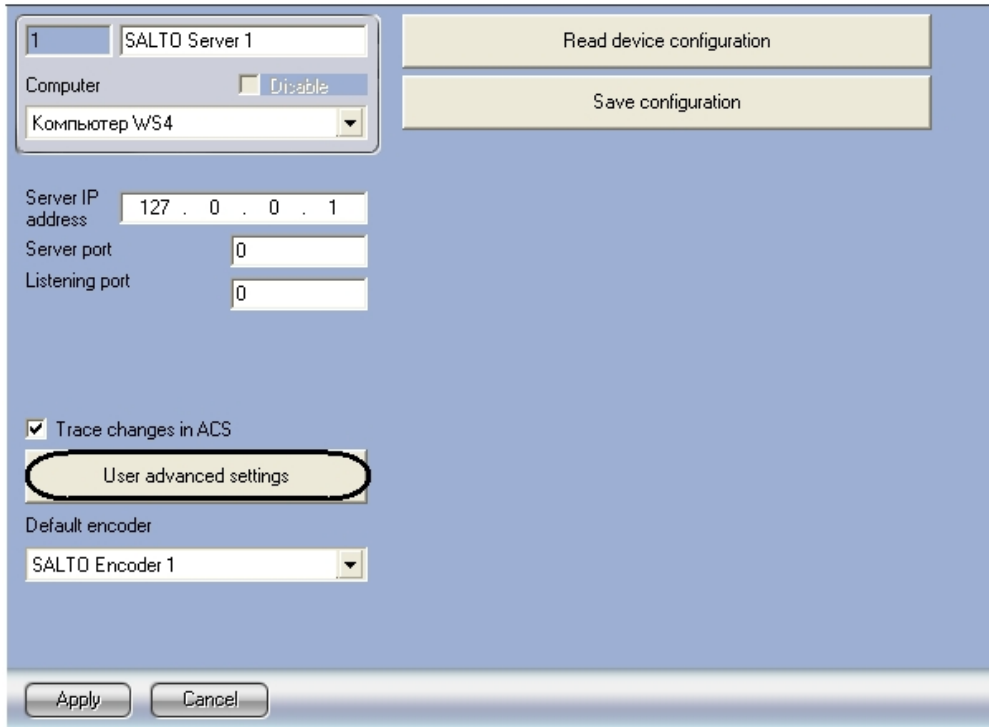 1
SALTO Server 1
Computer
Disable
Компьютер WS4
Read device configuration
Save configuration
Server IP
address
127 . 0 . 0 . 1
Server port
0
Listening port
0
Trace changes in ACS
User advanced settings
Default encoder
SALTO Encoder 1
Apply
Cancel